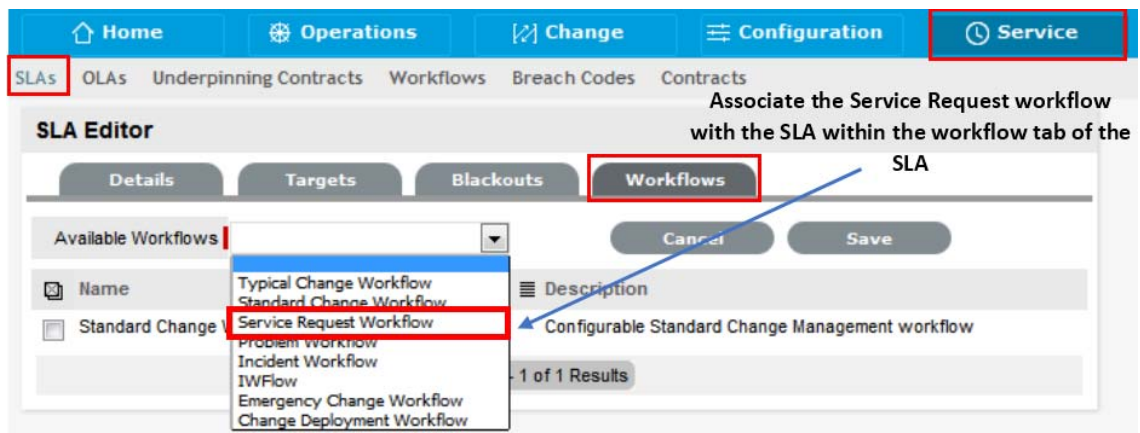 Home Operations Change Configuration Service
SLAs OLAs Underpinning Contracts Workflows Breach Codes Contracts
Associate the Service Request workflow
with the SLA within the workflow tab of the
SLA
SLA Editor
Details Targets Blackouts Workflows
Available Workflows Cancel Save
Name Description
Typical Change Workflow
Standard Change Workflow
Service Request Workflow
Problem Workflow
Incident Workflow
IWFlow
Emergency Change Workflow
Change Deployment Workflow
Standard Change Configurable Standard Change Management workflow
1 of 1 Results